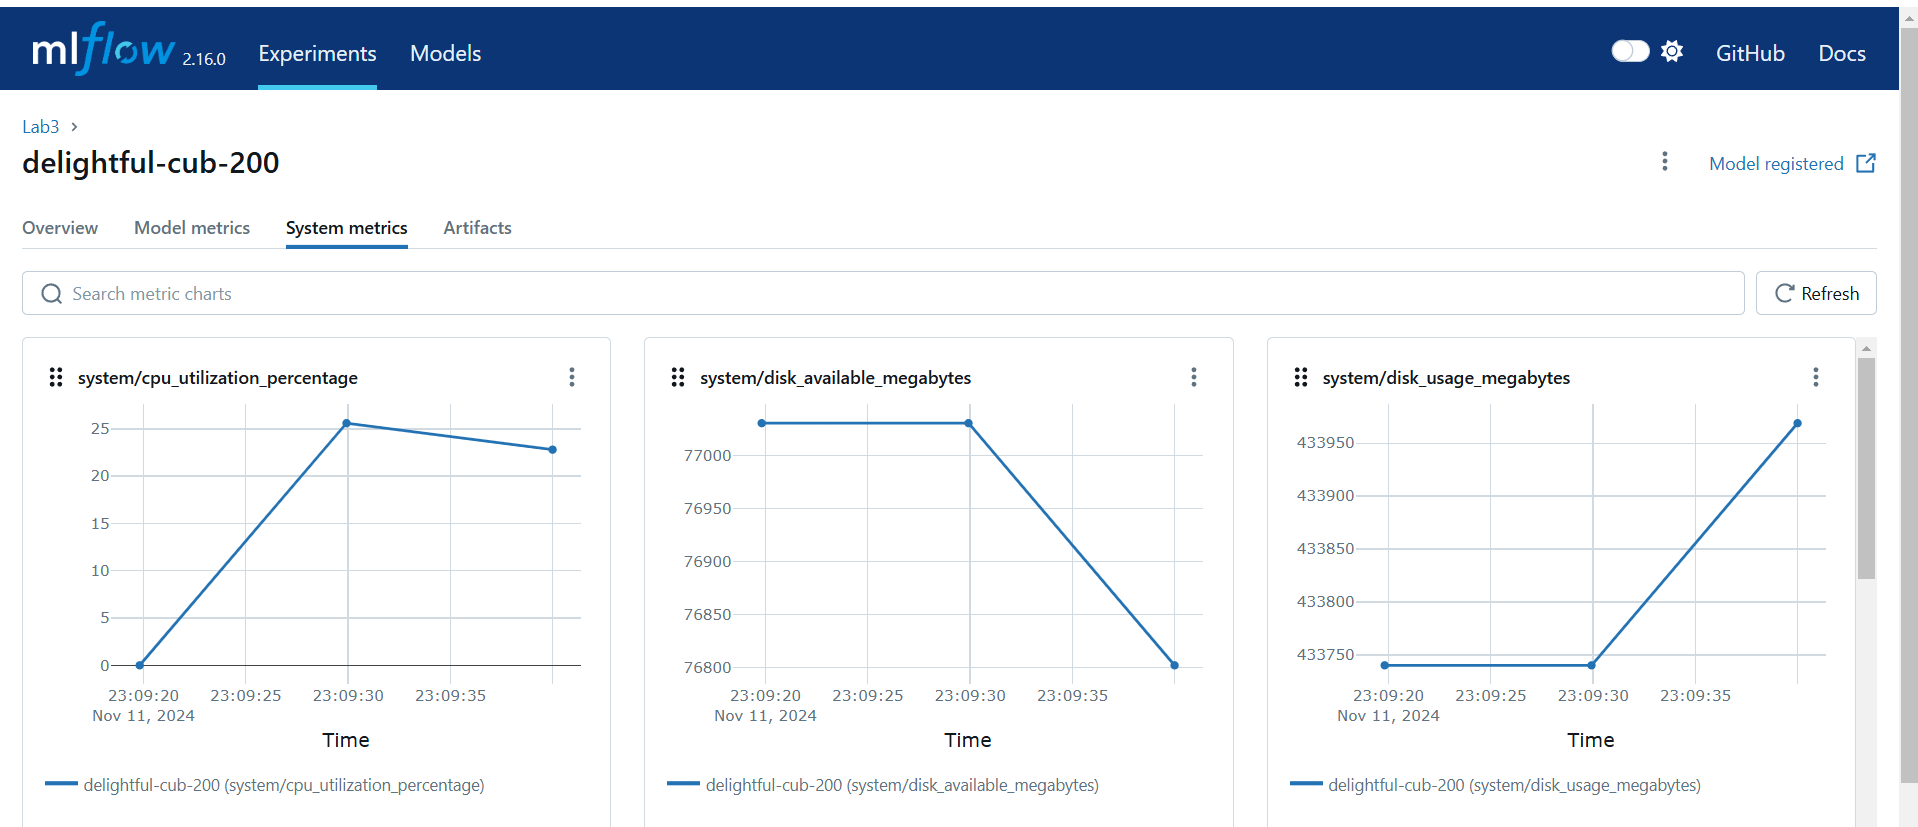 mlflow 2.16.0 Experiments Models GitHub Docs
Lab3
delightful-cub-200
Model registered
Overview Model metrics System metrics Artifacts
Search metric charts
Refresh
system/cpu_utilization_percentage
25
20
15
10
5
0
23:09:20 23:09:25 23:09:30 23:09:35
Nov 11, 2024
Time
delightful-cub-200 (system/cpu_utilization_percentage)
system/disk_available_megabytes
77000
76950
76900
76850
76800
23:09:20 23:09:25 23:09:30 23:09:35
Nov 11, 2024
Time
delightful-cub-200 (system/disk_available_megabytes)
system/disk_usage_megabytes
433950
433900
433850
433800
433750
23:09:20 23:09:25 23:09:30 23:09:35
Nov 11, 2024
Time
delightful-cub-200 (system/disk_usage_megabytes)